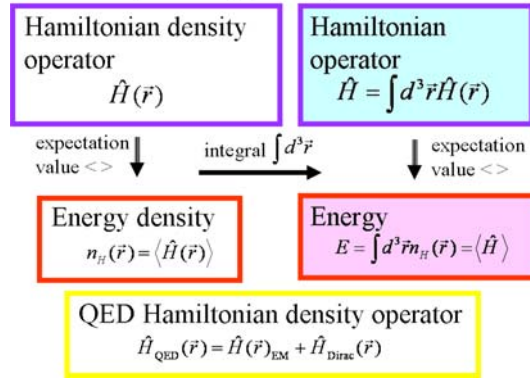 Hamiltonian density
operator
Ĥ(r⃗)
Hamiltonian
operator
Ĥ = ∫d³r⃗Ĥ(r⃗)
expectation
value < >
integral ∫d³r⃗
expectation
value < >
Energy density
n_H(r⃗) = ⟨Ĥ(r⃗)⟩
Energy
E = ∫d³r⃗n_H(r⃗) = ⟨Ĥ⟩
QED Hamiltonian density operator
Ĥ_QED(r⃗) = Ĥ(r⃗)_EM + Ĥ_Dirac(r⃗)